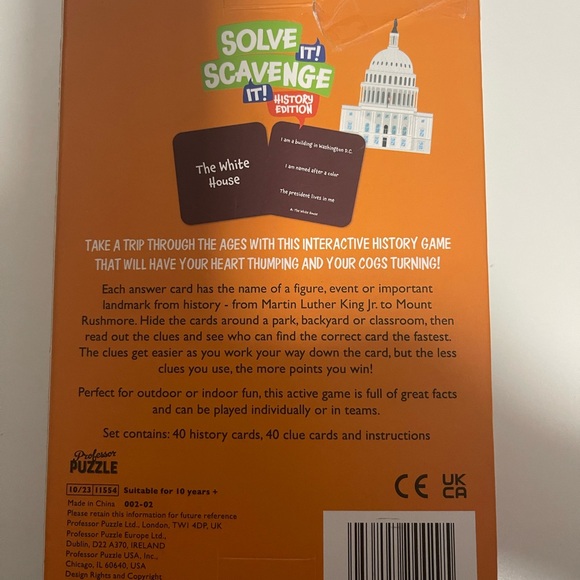 SOLVE IT!
SCAVENGE
IT! HISTORY
EDITION
The White
House
I am a building in Washington D.C.
I am named after a color
The president lives in me
A: The White House
TAKE A TRIP THROUGH THE AGES WITH THIS INTERACTIVE HISTORY GAME
THAT WILL HAVE YOUR HEART THUMPING AND YOUR COGS TURNING!
Each answer card has the name of a figure, event or important
landmark from history - from Martin Luther King Jr. to Mount
Rushmore. Hide the cards around a park, backyard or classroom, then
read out the clues and see who can find the correct card the fastest.
The clues get easier as you work your way down the card, but the less
clues you use, the more points you win!
Perfect for outdoor or indoor fun, this active game is full of great facts
and can be played individually or in teams.
Set contains: 40 history cards, 40 clue cards and instructions
Professor
PUZZLE
10/23 11554 Suitable for 10 years +
Made in China 002-02
Please retain this information for future reference
Professor Puzzle Ltd., London, TW1 4DP, UK
Professor Puzzle Europe Ltd.,
Dublin, D22 A370, IRELAND
Professor Puzzle USA, Inc.,
Chicago, IL 60640, USA
Design Rights and Copyright
CE UK
CA